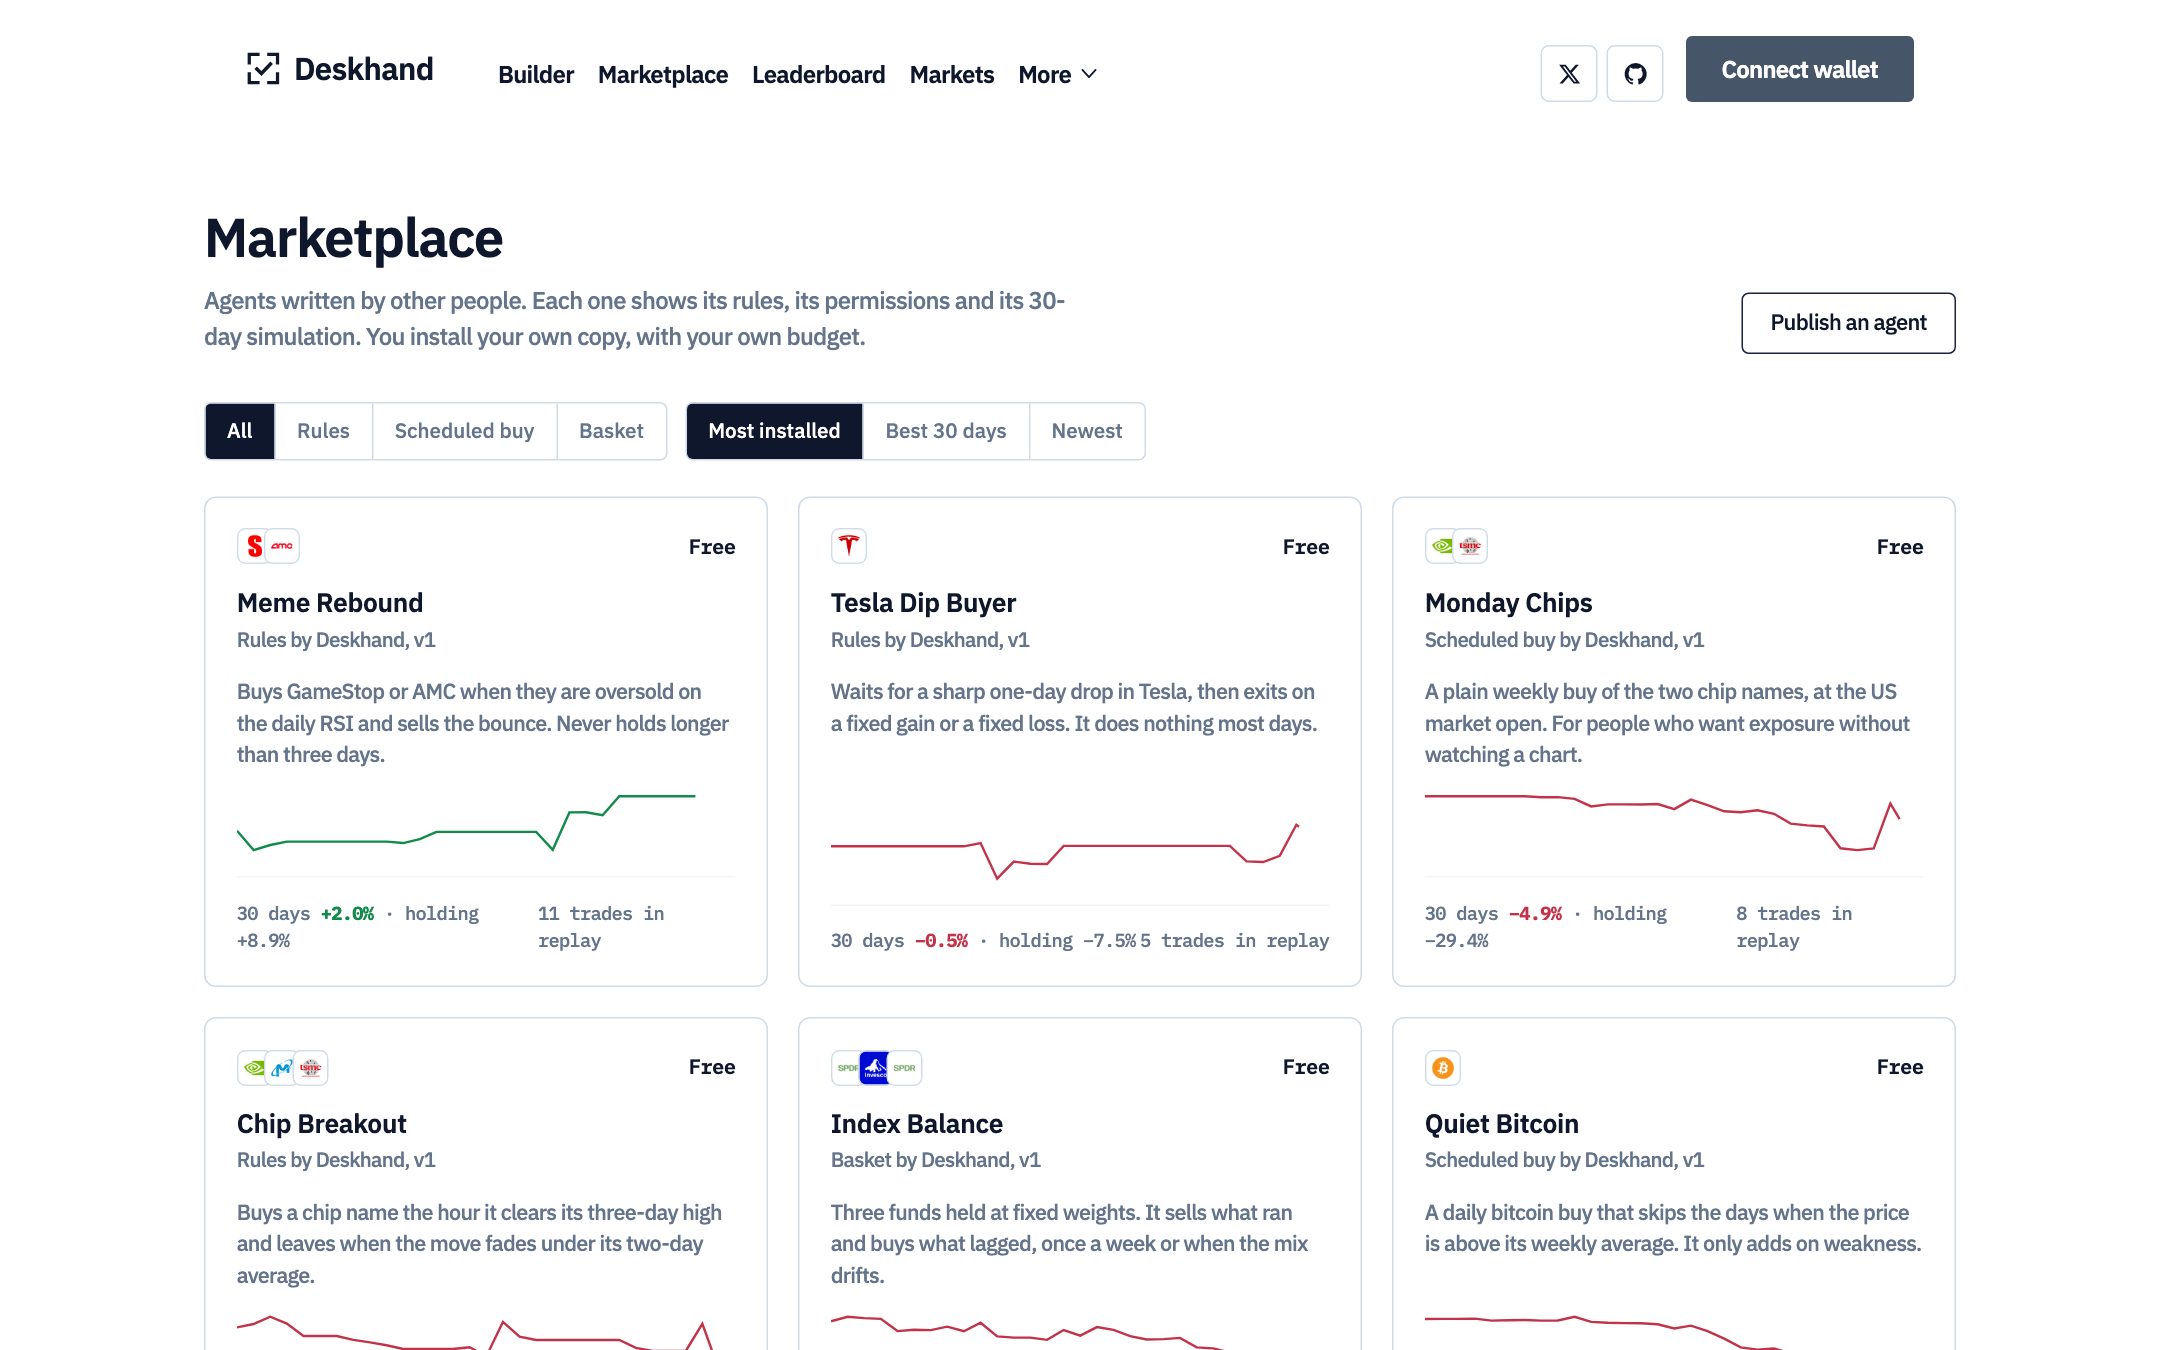 Deskhand
Builder
Marketplace
Leaderboard
Markets
More
Connect wallet
Marketplace
Agents written by other people. Each one shows its rules, its permissions and its 30-
day simulation. You install your own copy, with your own budget.
Publish an agent
All
Rules
Scheduled buy
Basket
Most installed
Best 30 days
Newest
amc
Free
Meme Rebound
Rules by Deskhand, v1
Buys GameStop or AMC when they are oversold on
the daily RSI and sells the bounce. Never holds longer
than three days.
30 days +2.0% · holding
+8.9%
11 trades in
replay
Free
Tesla Dip Buyer
Rules by Deskhand, v1
Waits for a sharp one-day drop in Tesla, then exits on
a fixed gain or a fixed loss. It does nothing most days.
30 days −0.5% · holding −7.5%
5 trades in replay
tsmc
Free
Monday Chips
Scheduled buy by Deskhand, v1
A plain weekly buy of the two chip names, at the US
market open. For people who want exposure without
watching a chart.
30 days −4.9% · holding
−29.4%
8 trades in
replay
tsmc
Free
Chip Breakout
Rules by Deskhand, v1
Buys a chip name the hour it clears its three-day high
and leaves when the move fades under its two-day
average.
SPDR
Invesco
SPDR
Free
Index Balance
Basket by Deskhand, v1
Three funds held at fixed weights. It sells what ran
and buys what lagged, once a week or when the mix
drifts.
Free
Quiet Bitcoin
Scheduled buy by Deskhand, v1
A daily bitcoin buy that skips the days when the price
is above its weekly average. It only adds on weakness.